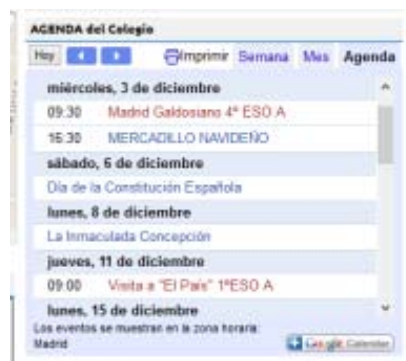 AGENDA del Colegio
Hoy Imprimir Semana Mes Agenda
miércoles, 3 de diciembre
09:30 Madrid Galdosiano 4º ESO A
16:30 MERCADILLO NAVIDEÑO
sábado, 6 de diciembre
Día de la Constitución Española
lunes, 8 de diciembre
La Inmaculada Concepción
jueves, 11 de diciembre
09:00 Visita a "El País" 1ºESO A
lunes, 15 de diciembre
Los eventos se muestran en la zona horaria:
Madrid
Google Calendar